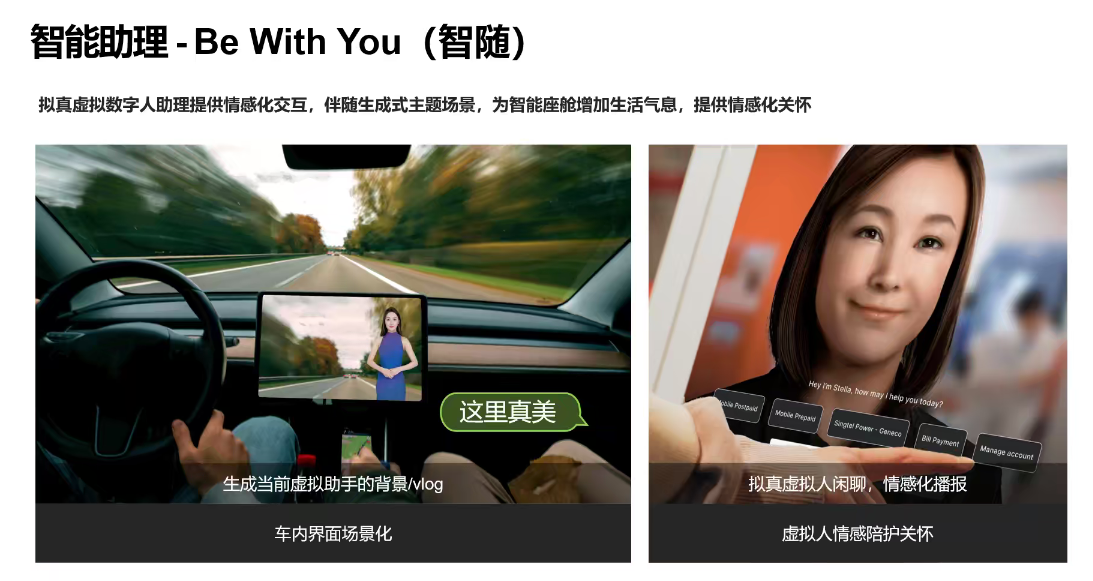 智能助理 - Be With You（智随）
拟真虚拟数字人助理提供情感化交互，伴随生成式主题场景，为智能座舱增加生活气息，提供情感化关怀
这里真美
生成当前虚拟助手的背景/vlog
车内界面场景化
Hey I'm Stella, how may I help you today?
Mobile Postpaid
Mobile Prepaid
Singtel Power - Geneco
Bill Payment
Manage account
拟真虚拟人闲聊，情感化播报
虚拟人情感陪护关怀